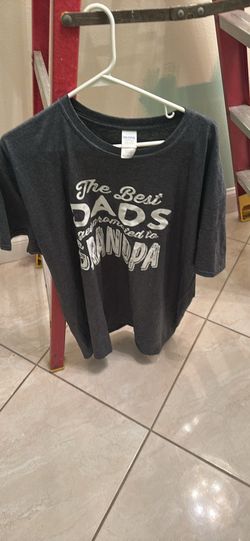 The Best
DADS
get promoted to
GRANDPA